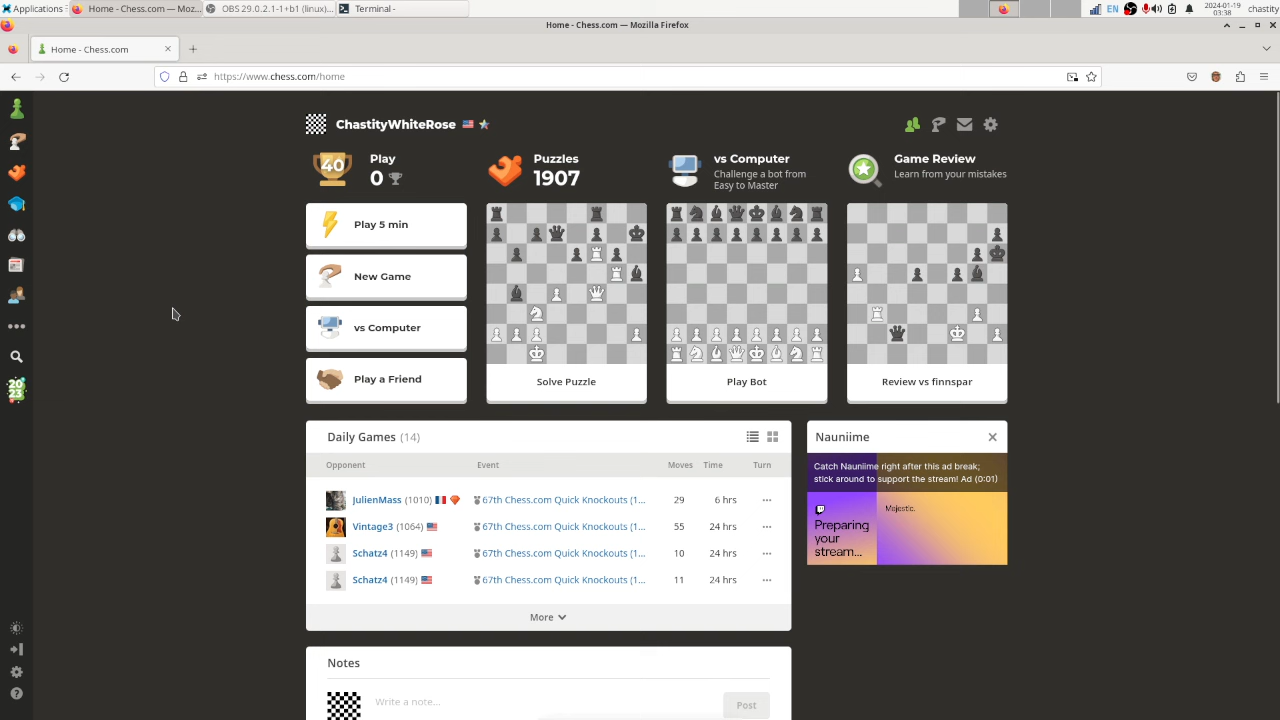 Applications
Home - Chess.com — Moz...
OBS 29.0.2.1-1+b1 (linux)...
Terminal -
EN
2024-01-19
03:38
chastity
Home - Chess.com — Mozilla Firefox
Home - Chess.com
https://www.chess.com/home
ChastityWhiteRose
40
Play
0
Puzzles
1907
vs Computer
Challenge a bot from
Easy to Master
Game Review
Learn from your mistakes
Play 5 min
New Game
vs Computer
Play a Friend
Solve Puzzle
Play Bot
Review vs finnspar
2023
Daily Games (14)
Opponent Event Moves Time Turn
JulienMass (1010) 67th Chess.com Quick Knockouts (1... 29 6 hrs
Vintage3 (1064) 67th Chess.com Quick Knockouts (1... 55 24 hrs
Schatz4 (1149) 67th Chess.com Quick Knockouts (1... 10 24 hrs
Schatz4 (1149) 67th Chess.com Quick Knockouts (1... 11 24 hrs
More
Nauniime
Catch Nauniime right after this ad break;
stick around to support the stream! Ad (0:01)
Preparing
your
stream...
Majestic.
Notes
Write a note...
Post